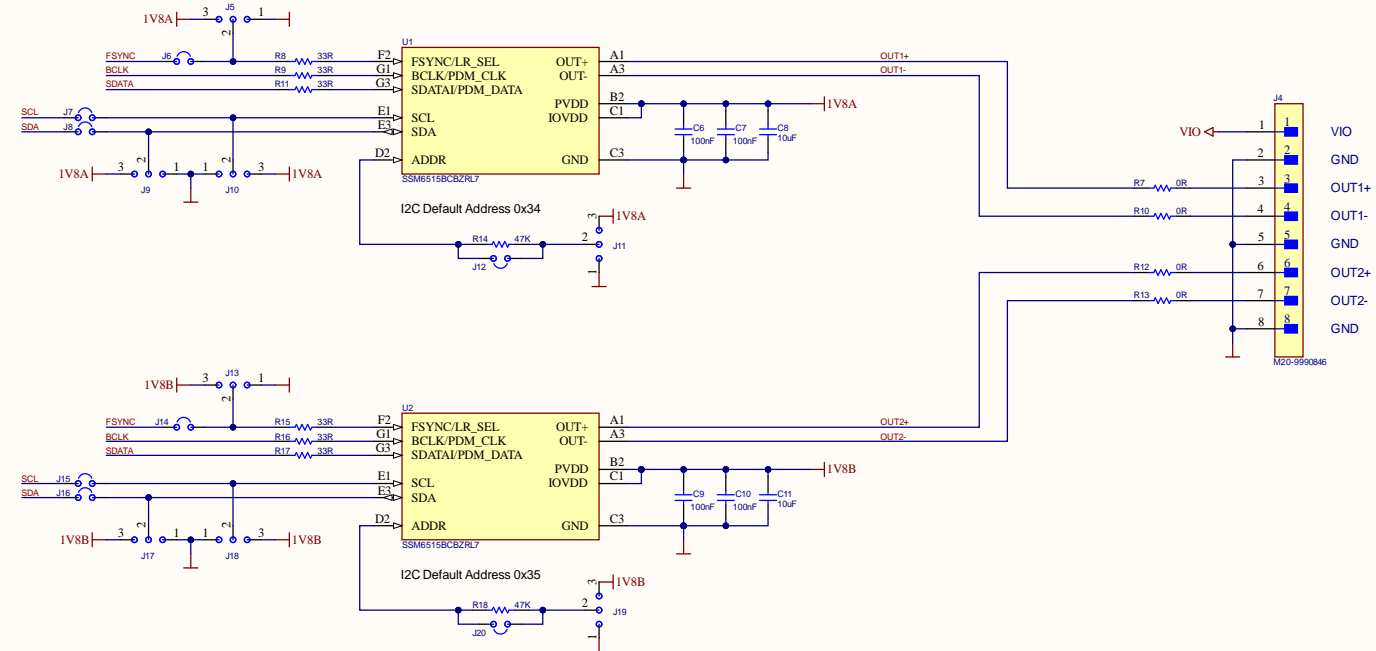 J5
1V8A 3 1
2
FSYNC J6 R8 33R F2 FSYNC/LR_SEL
BCLK R9 33R G1 BCLK/PDM_CLK
SDATA R11 33R G3 SDATAI/PDM_DATA
SCL J7 E1 SCL
SDA J8 E3 SDA
D2 ADDR
U1
OUT+ A1 OUT1+
OUT- A3 OUT1-
PVDD B2 1V8A
IOVDD C1
GND C3
C6 100nF
C7 100nF
C8 10uF
SSM6515BCBZRL7
1V8A 3 2 1 J9
1 2 3 1V8A J10
I2C Default Address 0x34
R14 47K
J12
3 1V8A
2 J11
1
J4
VIO 1 1 VIO
2 2 GND
R7 0R 3 3 OUT1+
R10 0R 4 4 OUT1-
5 5 GND
R12 0R 6 6 OUT2+
R13 0R 7 7 OUT2-
8 8 GND
M20-9990846
J13
1V8B 3 1
2
FSYNC J14 R15 33R F2 FSYNC/LR_SEL
BCLK R16 33R G1 BCLK/PDM_CLK
SDATA R17 33R G3 SDATAI/PDM_DATA
SCL J15 E1 SCL
SDA J16 E3 SDA
D2 ADDR
U2
OUT+ A1 OUT2+
OUT- A3 OUT2-
PVDD B2 1V8B
IOVDD C1
GND C3
C9 100nF
C10 100nF
C11 10uF
SSM6515BCBZRL7
1V8B 3 2 1 J17
1 2 3 1V8B J18
I2C Default Address 0x35
R18 47K
J20
3 1V8B
2 J19
1